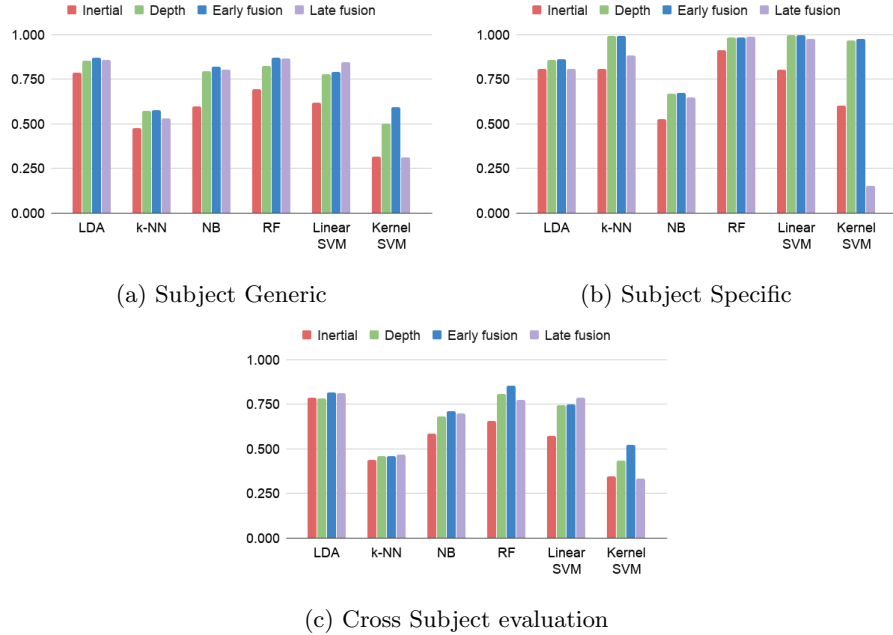 Inertial Depth Early fusion Late fusion
1.000
0.750
0.500
0.250
0.000
LDA k-NN NB RF Linear SVM Kernel SVM
(a) Subject Generic
Inertial Depth Early fusion Late fusion
1.000
0.750
0.500
0.250
0.000
LDA k-NN NB RF Linear SVM Kernel SVM
(b) Subject Specific
Inertial Depth Early fusion Late fusion
1.000
0.750
0.500
0.250
0.000
LDA k-NN NB RF Linear SVM Kernel SVM
(c) Cross Subject evaluation